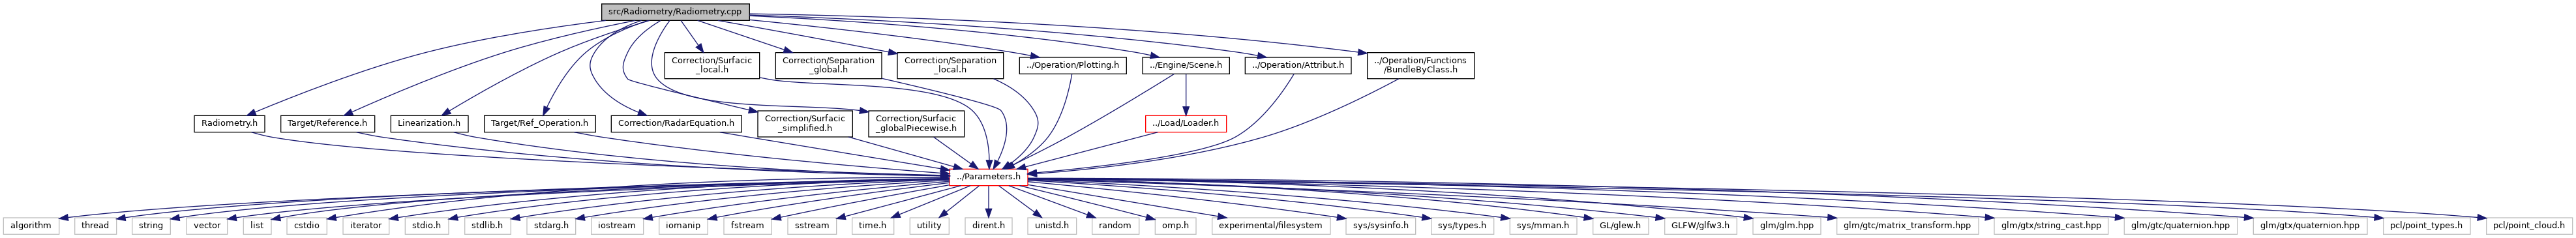 src/Radiometry/Radiometry.cpp
Correction/Surfacic
_local.h
Correction/Separation
_global.h
Correction/Separation
_local.h
../Operation/Plotting.h
../Engine/Scene.h
../Operation/Attribut.h
../Operation/Functions
/BundleByClass.h
Radiometry.h
Target/Reference.h
Linearization.h
Target/Ref_Operation.h
Correction/RadarEquation.h
Correction/Surfacic
_simplified.h
Correction/Surfacic
_globalPiecewise.h
../Load/Loader.h
../Parameters.h
algorithm
thread
string
vector
list
cstdio
iterator
stdio.h
stdlib.h
stdarg.h
iostream
iomanip
fstream
sstream
time.h
utility
dirent.h
unistd.h
random
omp.h
experimental/filesystem
sys/sysinfo.h
sys/types.h
sys/mman.h
GL/glew.h
GLFW/glfw3.h
glm/glm.hpp
glm/gtc/matrix_transform.hpp
glm/gtx/string_cast.hpp
glm/gtc/quaternion.hpp
glm/gtx/quaternion.hpp
pcl/point_types.h
pcl/point_cloud.h